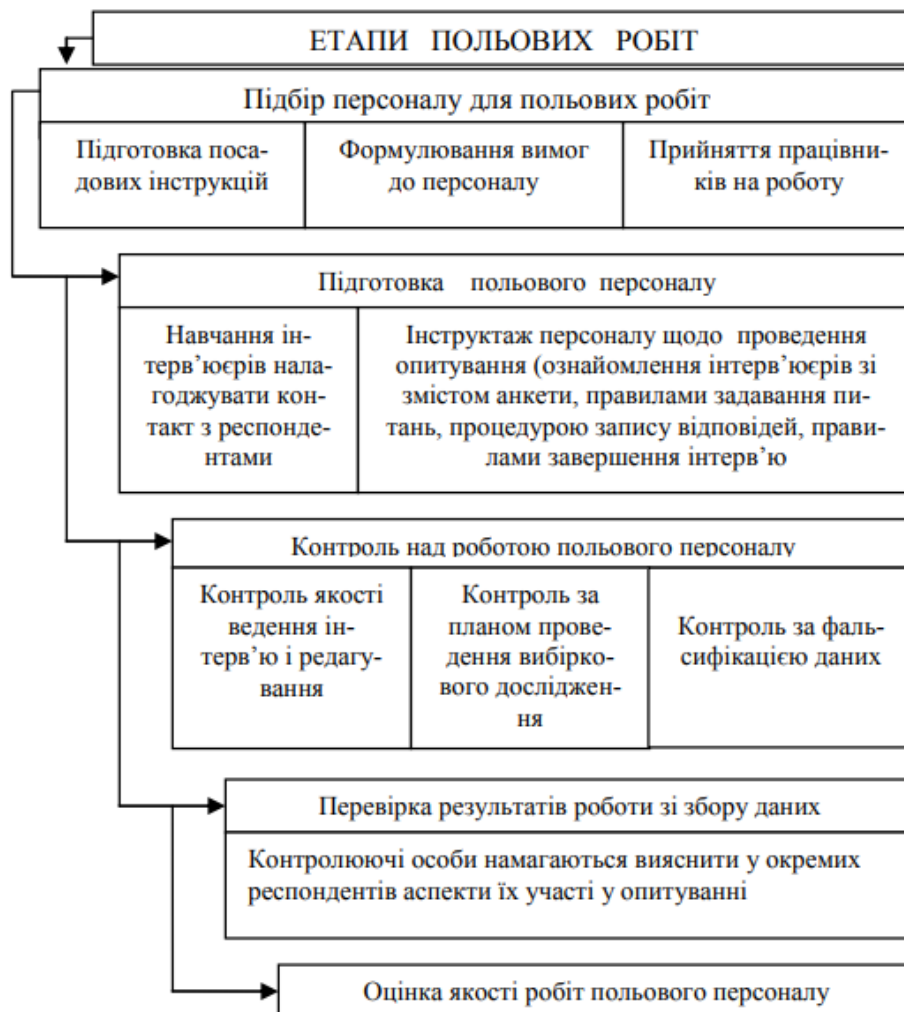 ЕТАПИ ПОЛЬОВИХ РОБІТ
Підбір персоналу для польових робіт
Підготовка поса-
дових інструкцій
Формулювання вимог
до персоналу
Прийняття працівни-
ків на роботу
Підготовка польового персоналу
Навчання ін-
терв’юєрів нала-
годжувати кон-
такт з респонде-
нтами
Інструктаж персоналу щодо проведення
опитування (ознайомлення інтерв’юєрів зі
змістом анкети, правилами задавання пи-
тань, процедурою запису відповідей, прави-
лами завершення інтерв’ю
Контроль над роботою польового персоналу
Контроль якості
ведення ін-
терв’ю і редагу-
вання
Контроль за
планом прове-
дення вибірко-
вого досліджен-
ня
Контроль за фаль-
сифікацією даних
Перевірка результатів роботи зі збору даних
Контролюючі особи намагаються вияснити у окремих
респондентів аспекти їх участі у опитуванні
Оцінка якості робіт польового персоналу